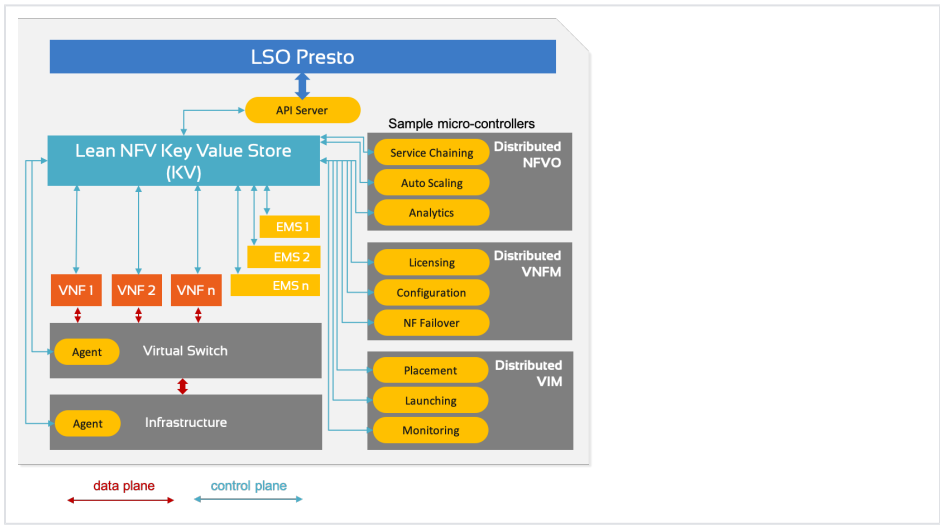 LSO Presto
API Server
Sample micro-controllers
Lean NFV Key Value Store
(KV)
Service Chaining
Distributed
NFVO
Auto Scaling
Analytics
EMS 1
EMS 2
EMS n
Licensing
Distributed
VNFM
Configuration
NF Failover
VNF 1
VNF 2
VNF n
Agent
Virtual Switch
Placement
Distributed
VIM
Launching
Monitoring
Agent
Infrastructure
data plane
control plane